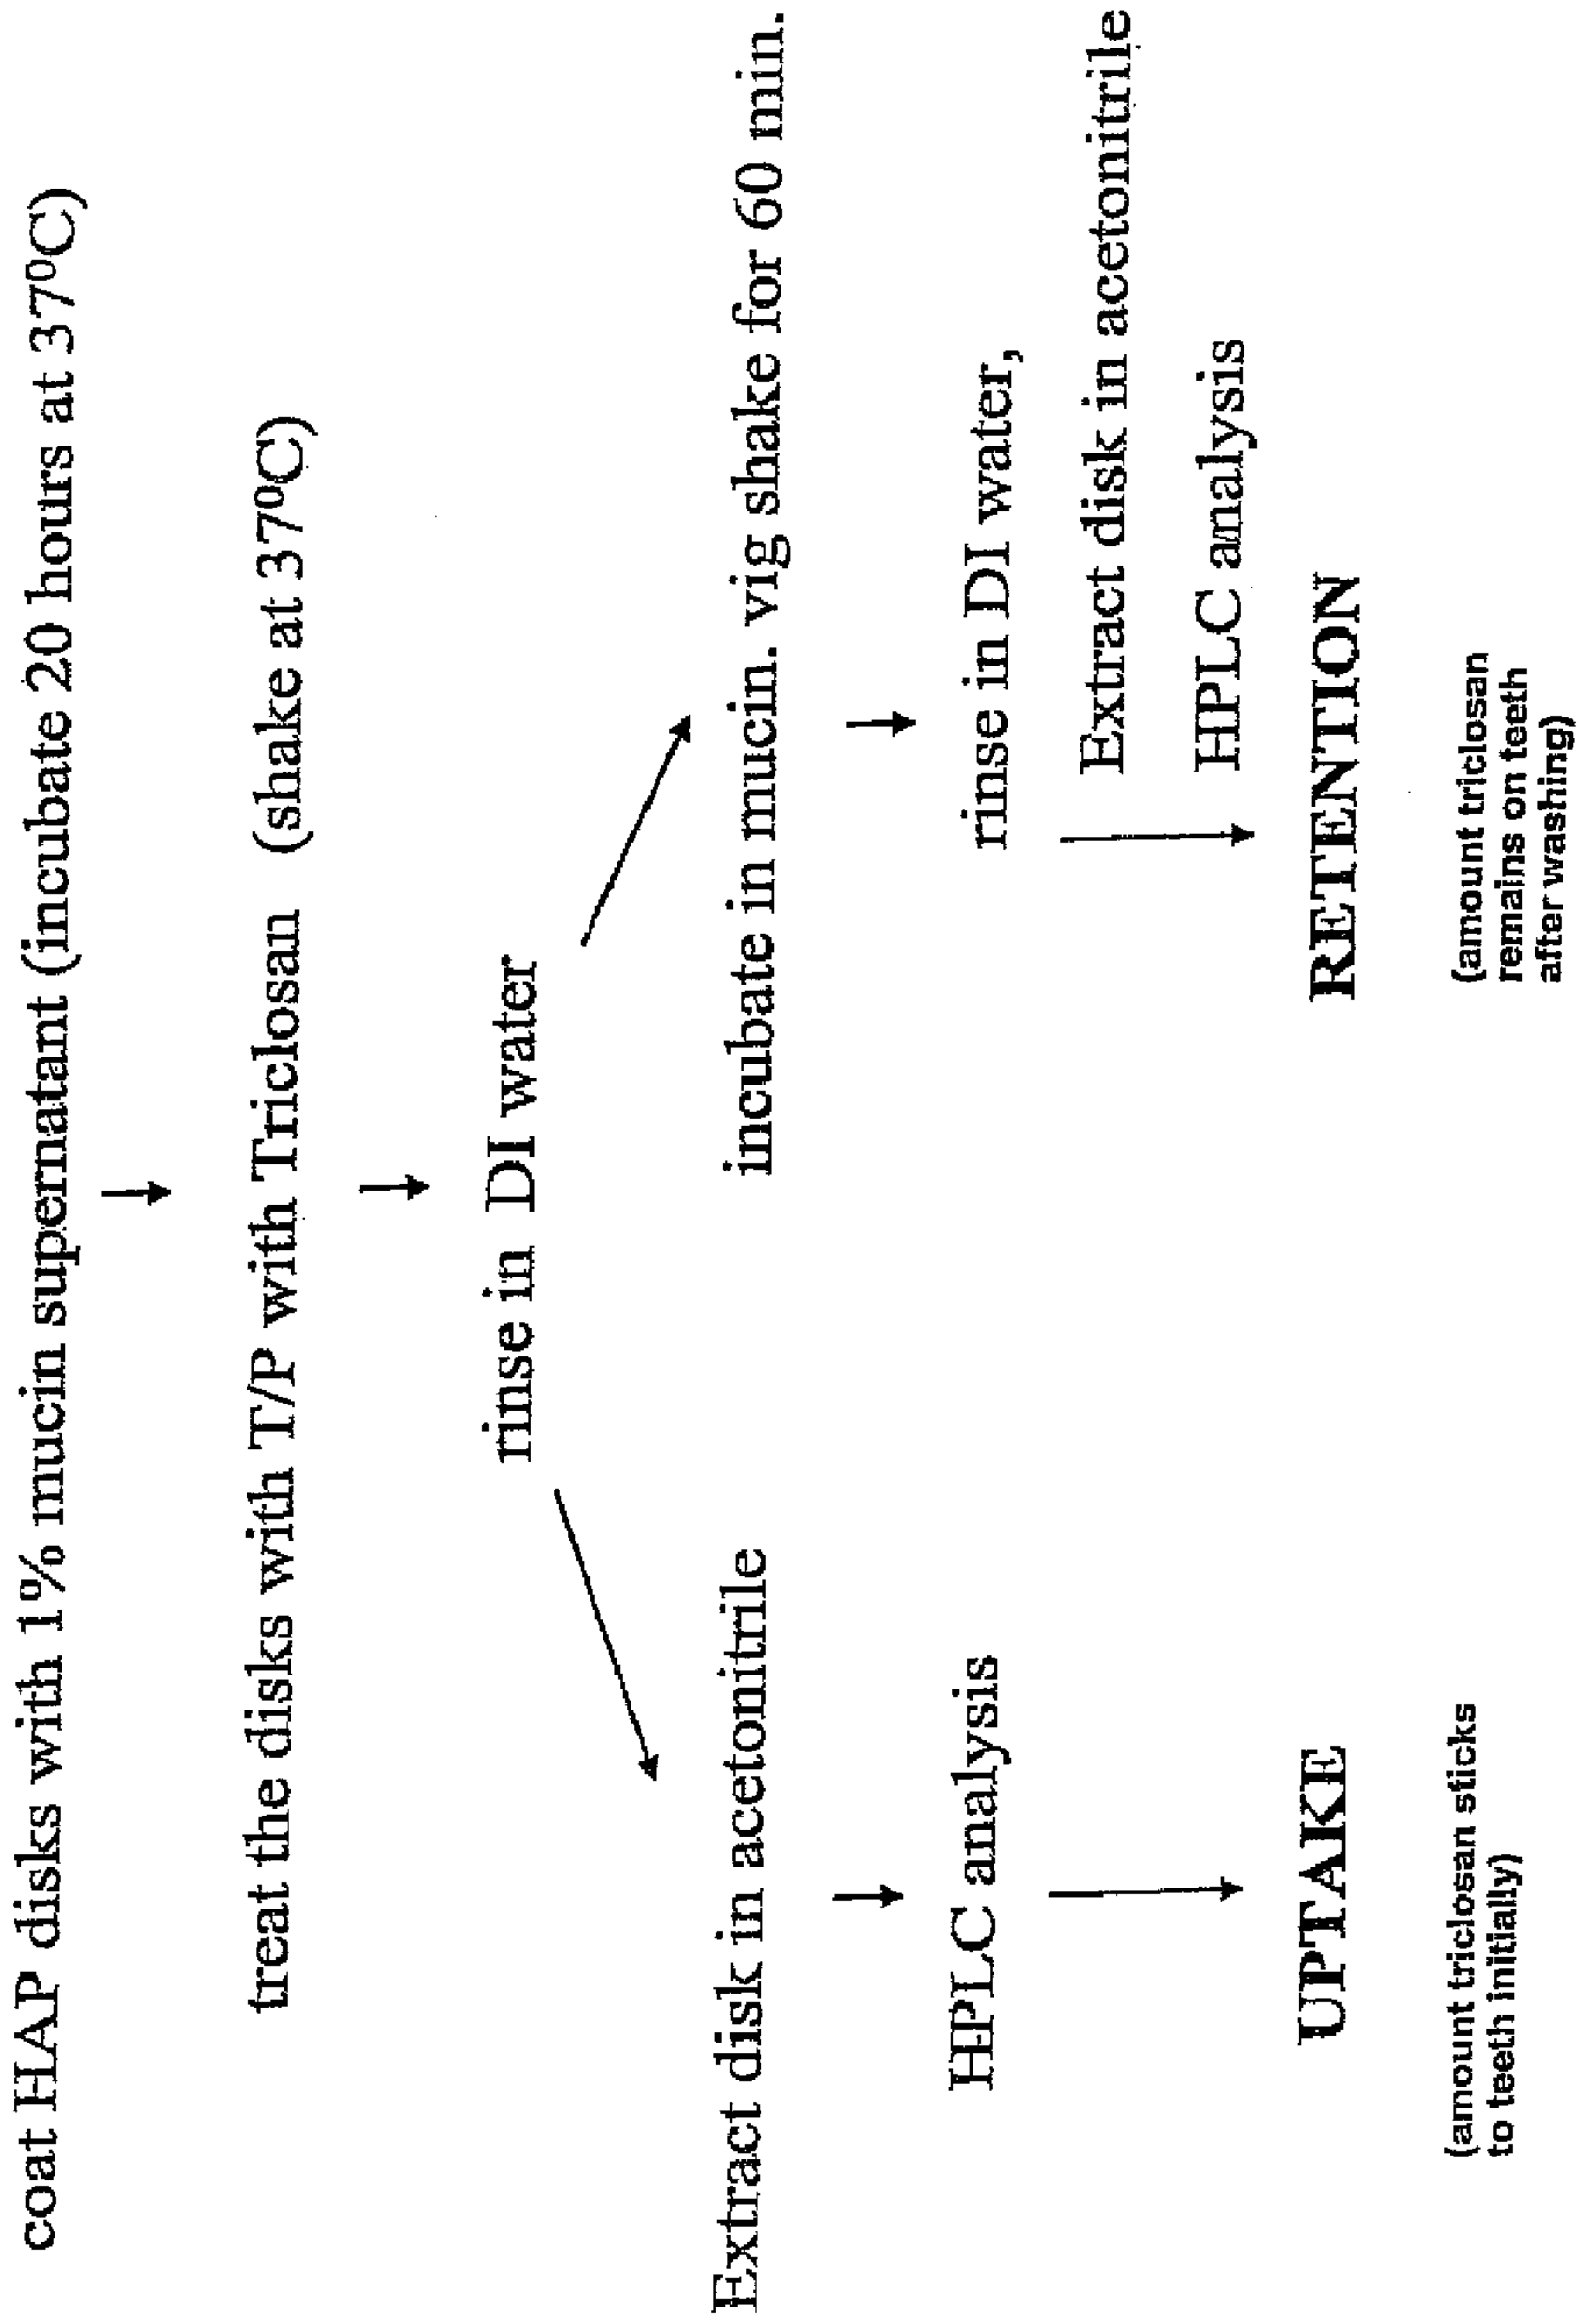 coat HAP disks with 1% mucin supernatant (incubate 20 hours at 37⁰C)
treat the disks with T/P with Triclosan (shake at 37⁰C)
rinse in DI water
Extract disk in acetonitrile
HPLC analysis
UPTAKE
(amount triclosan sticks
to teeth initially)
incubate in mucin. vig shake for 60 min.
rinse in DI water,
Extract disk in acetonitrile
HPLC analysis
RETENTION
(amount triclosan
remains on teeth
after washing)